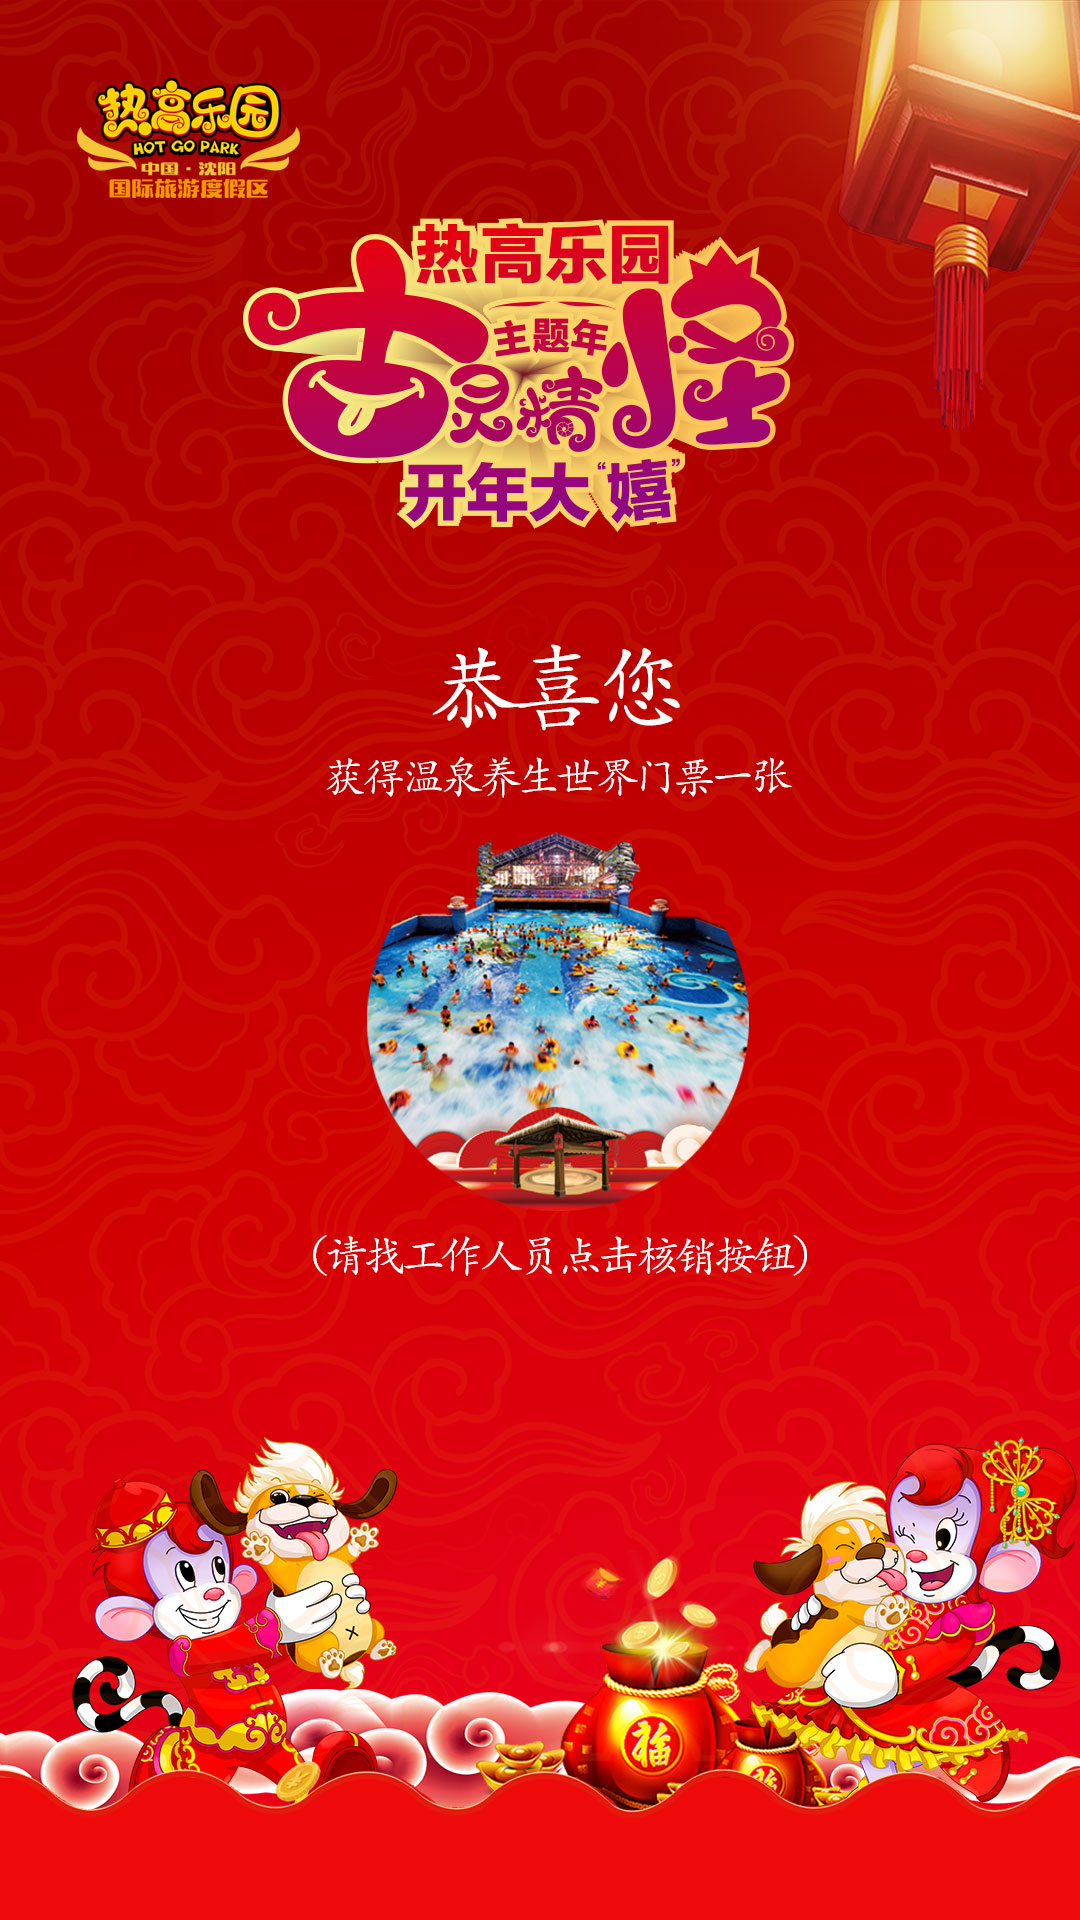 热高乐园
HOT GO PARK
中国·沈阳
国际旅游度假区
热高乐园
主题年
古灵精怪
开年大“嬉”
恭喜您
获得温泉养生世界门票一张
(请找工作人员点击核销按钮)
福